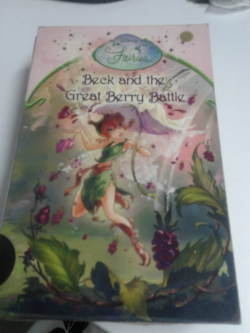 Fairies
Beck and the
Great Berry Battle